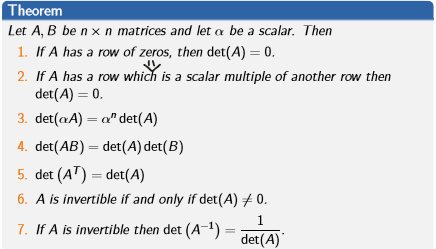 Theorem
Let A, B be n × n matrices and let α be a scalar. Then
1. If A has a row of zeros, then det(A) = 0.
2. If A has a row which is a scalar multiple of another row then
det(A) = 0.
3. det(αA) = αⁿ det(A)
4. det(AB) = det(A) det(B)
5. det (Aᵀ) = det(A)
6. A is invertible if and only if det(A) ≠ 0.
7. If A is invertible then det (A⁻¹) = 1/det(A).